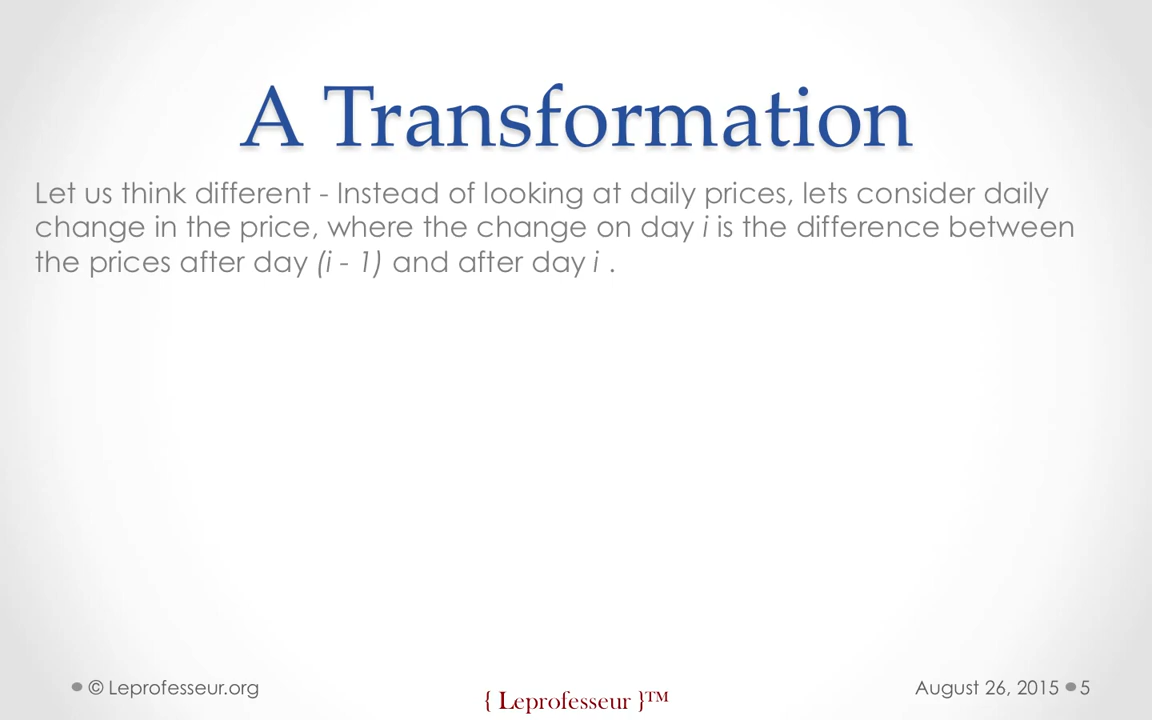 A Transformation
Let us think different - Instead of looking at daily prices, lets consider daily
change in the price, where the change on day i is the difference between
the prices after day (i - 1) and after day i .
© Leprofesseur.org
{ Leprofesseur }™
August 26, 2015
5